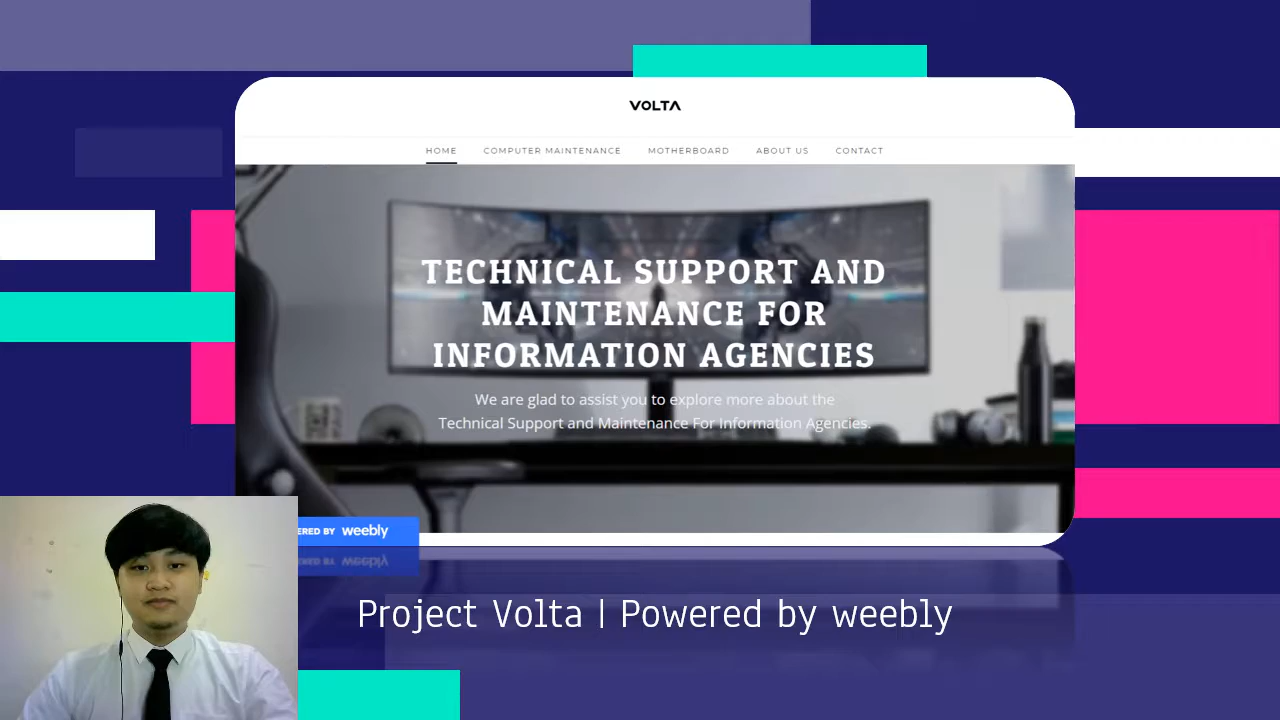 VOLTA
HOME COMPUTER MAINTENANCE MOTHERBOARD ABOUT US CONTACT
TECHNICAL SUPPORT AND
MAINTENANCE FOR
INFORMATION AGENCIES
We are glad to assist you to explore more about the
Technical Support and Maintenance For Information Agencies.
ERED BY weebly
Project Volta | Powered by weebly